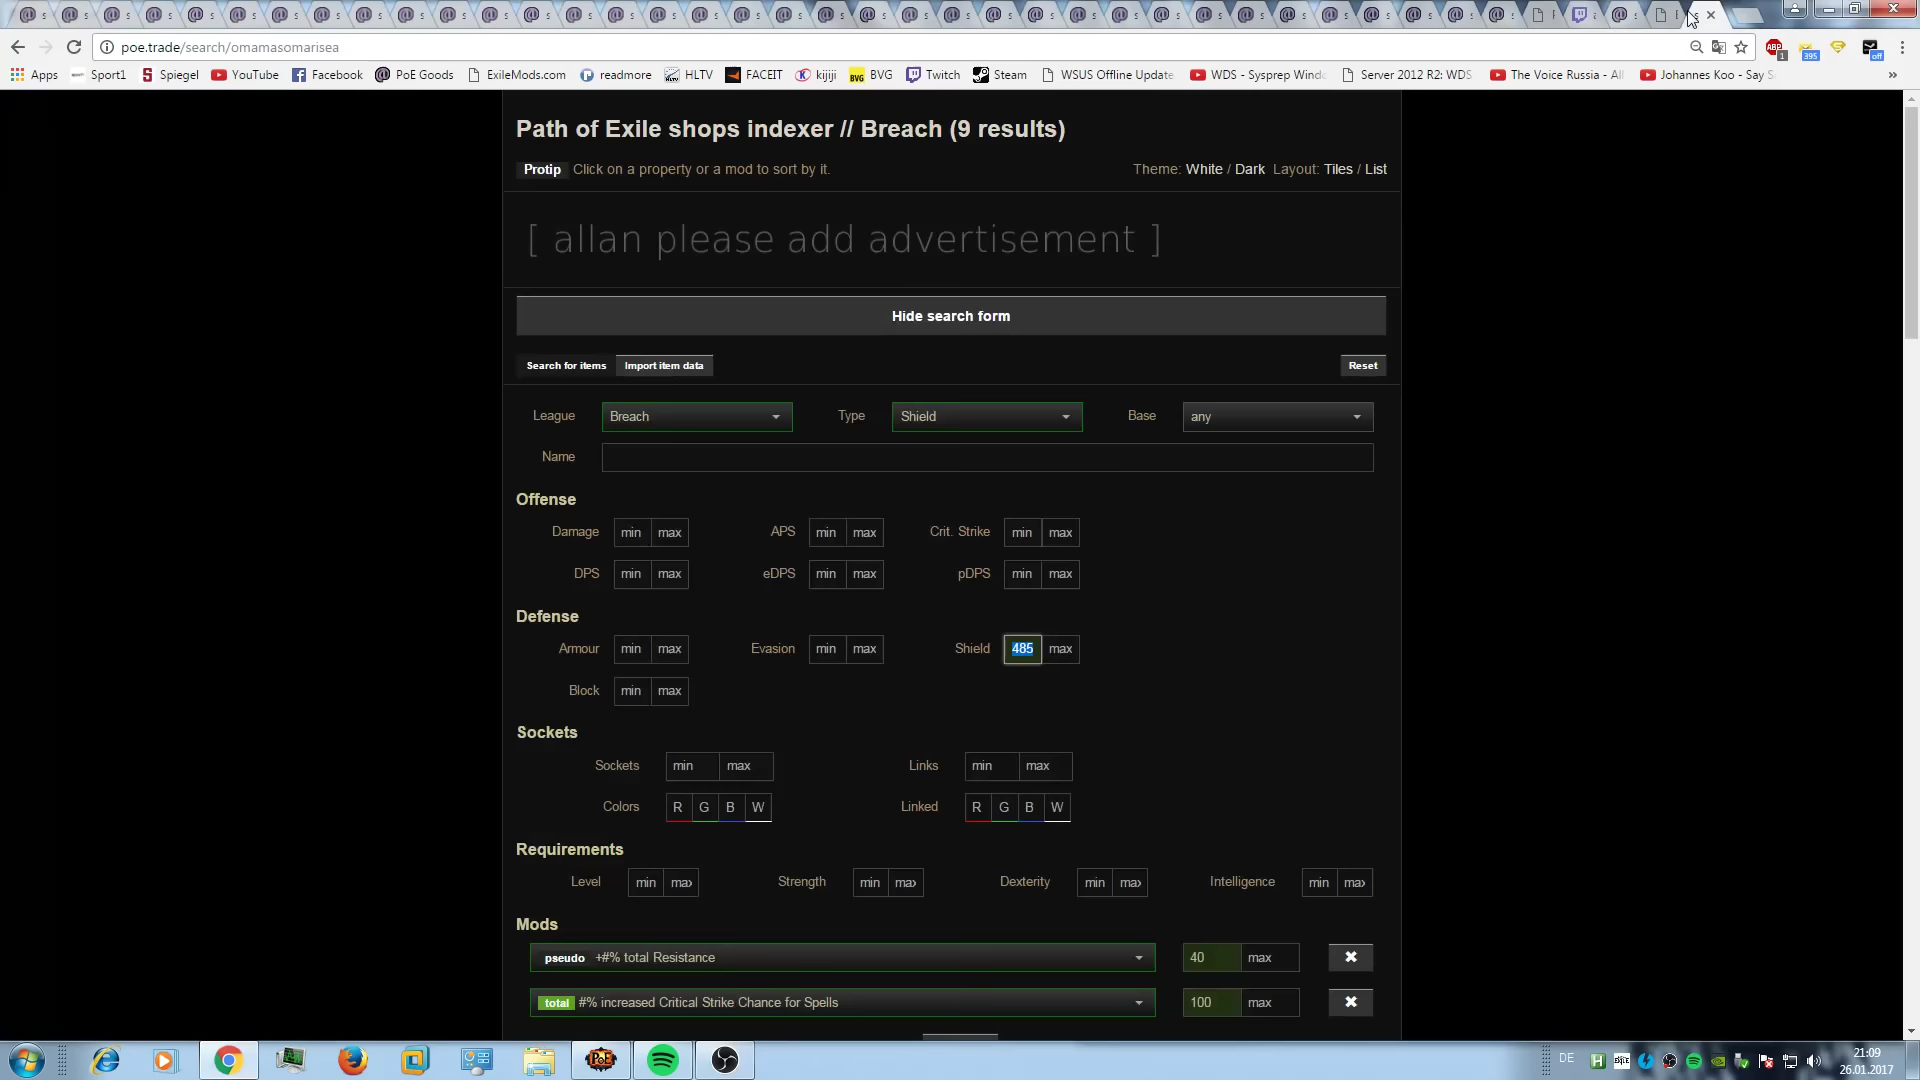 poe.trade/search/omamasomarisea
1
395
off
Apps Sport1 Spiegel YouTube Facebook PoE Goods ExileMods.com readmore HLTV FACEIT kijiji BVG BVG Twitch Steam WSUS Offline Update WDS - Sysprep Wind Server 2012 R2: WDS The Voice Russia - Al Johannes Koo - Say S »
Path of Exile shops indexer // Breach (9 results)
Protip Click on a property or a mod to sort by it. Theme: White / Dark Layout: Tiles / List
[ allan please add advertisement ]
Hide search form
Search for items Import item data Reset
League Breach Type Shield Base any
Name
Offense
Damage min max APS min max Crit. Strike min max
DPS min max eDPS min max pDPS min max
Defense
Armour min max Evasion min max Shield 485 max
Block min max
Sockets
Sockets min max Links min max
Colors R G B W Linked R G B W
Requirements
Level min max Strength min max Dexterity min max Intelligence min max
Mods
pseudo +#% total Resistance 40 max
total #% increased Critical Strike Chance for Spells 100 max
DE 21:09
26.01.2017